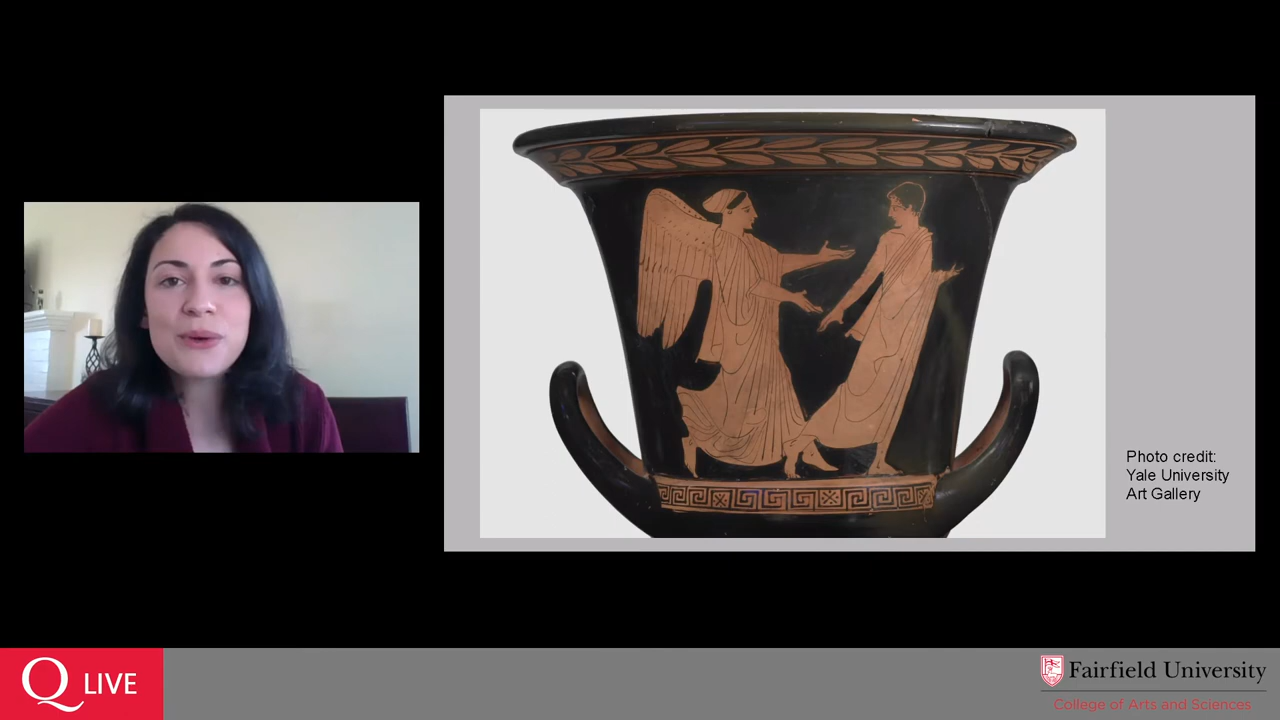 Photo credit:
Yale University
Art Gallery
Q LIVE
Fairfield University
College of Arts and Sciences